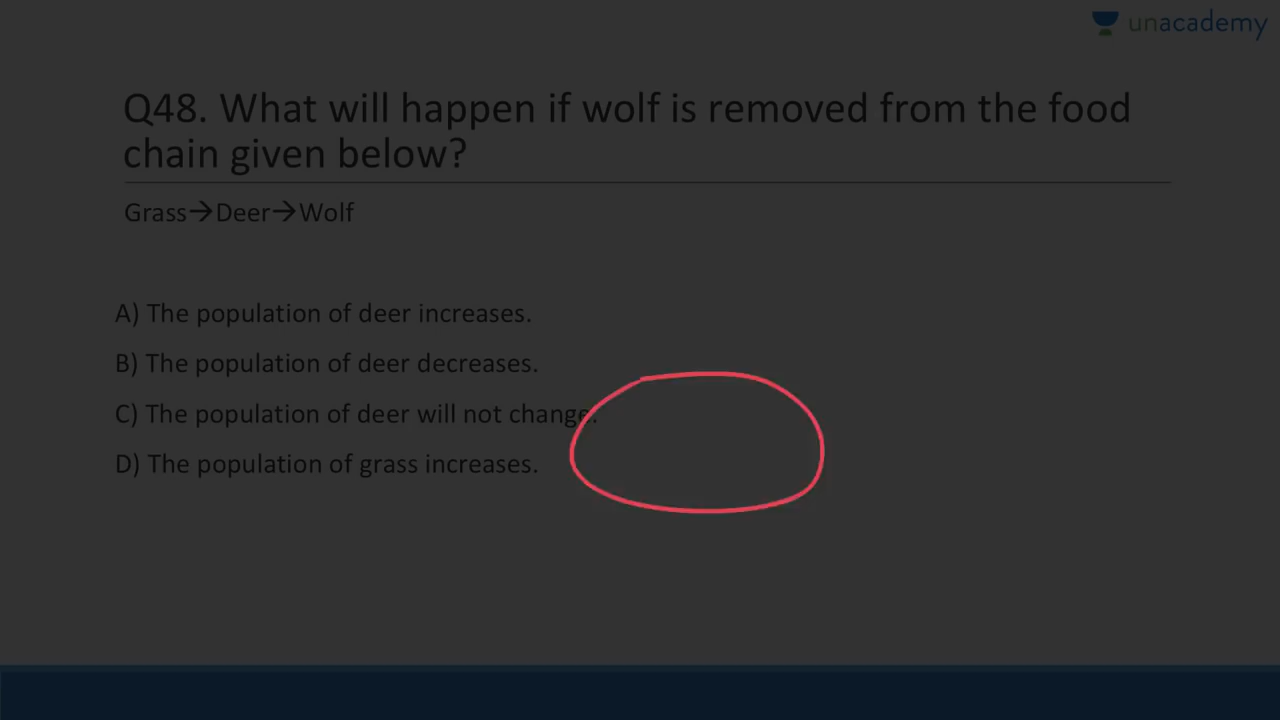 unacademy
Q48. What will happen if wolf is removed from the food
chain given below?
Grass→Deer→Wolf
A) The population of deer increases.
B) The population of deer decreases.
C) The population of deer will not change.
D) The population of grass increases.